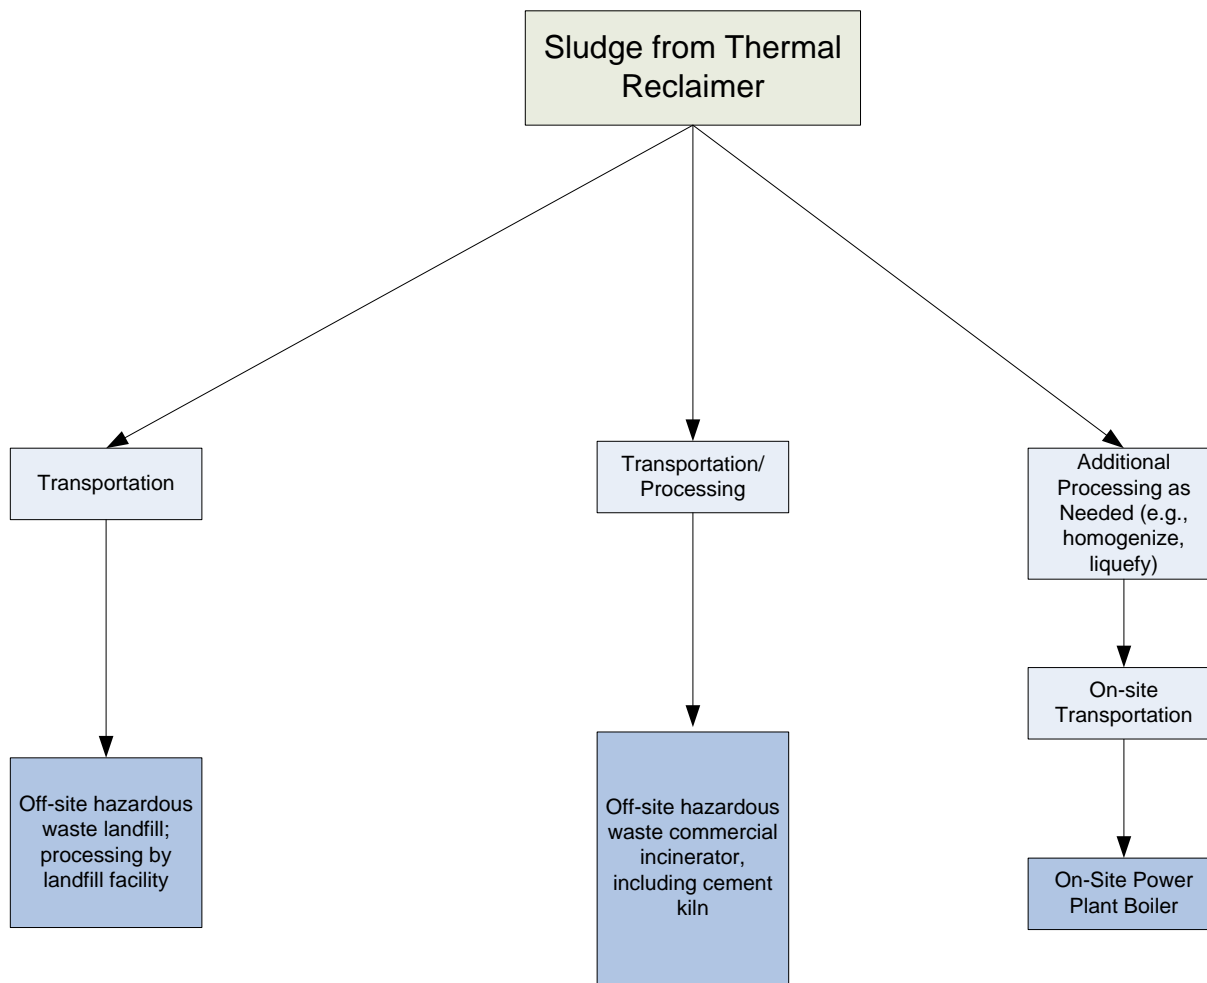 Sludge from Thermal
Reclaimer
Transportation
Transportation/
Processing
Additional
Processing as
Needed (e.g.,
homogenize,
liquefy)
On-site
Transportation
Off-site hazardous
waste landfill;
processing by
landfill facility
Off-site hazardous
waste commercial
incinerator,
including cement
kiln
On-Site Power
Plant Boiler